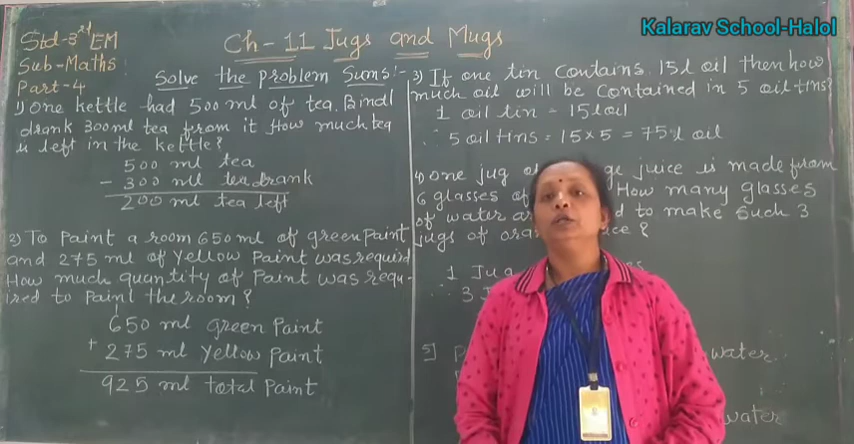 Kalarav School-Halol
Std-3rd EM
Sub-Maths
Part-4
Ch-11 Jugs and Mugs
Solve the problem Sums:-
1) One kettle had 500 ml of tea. Bindl
drank 300ml tea from it How much tea
is left in the kettle?
500 ml tea
- 300 ml tea drank
200 ml tea left
2) To Paint a room 650 ml of green Paint
and 275 ml of Yellow Paint was requird
How much quantity of Paint was requ-
ired to paint the room?
650 ml green Paint
+ 275 ml Yellow Paint
925 ml total Paint
3) If one tin contains 15l oil then how
much oil will be contained in 5 oil tins?
1 oil tin = 15l oil
∴ 5 oil tins = 15 × 5 = 75l oil
4) One jug juice is made from
6 glasses How many glasses
of water to make such 3
jugs of
1 Jug
∴ 3
5]
water
water